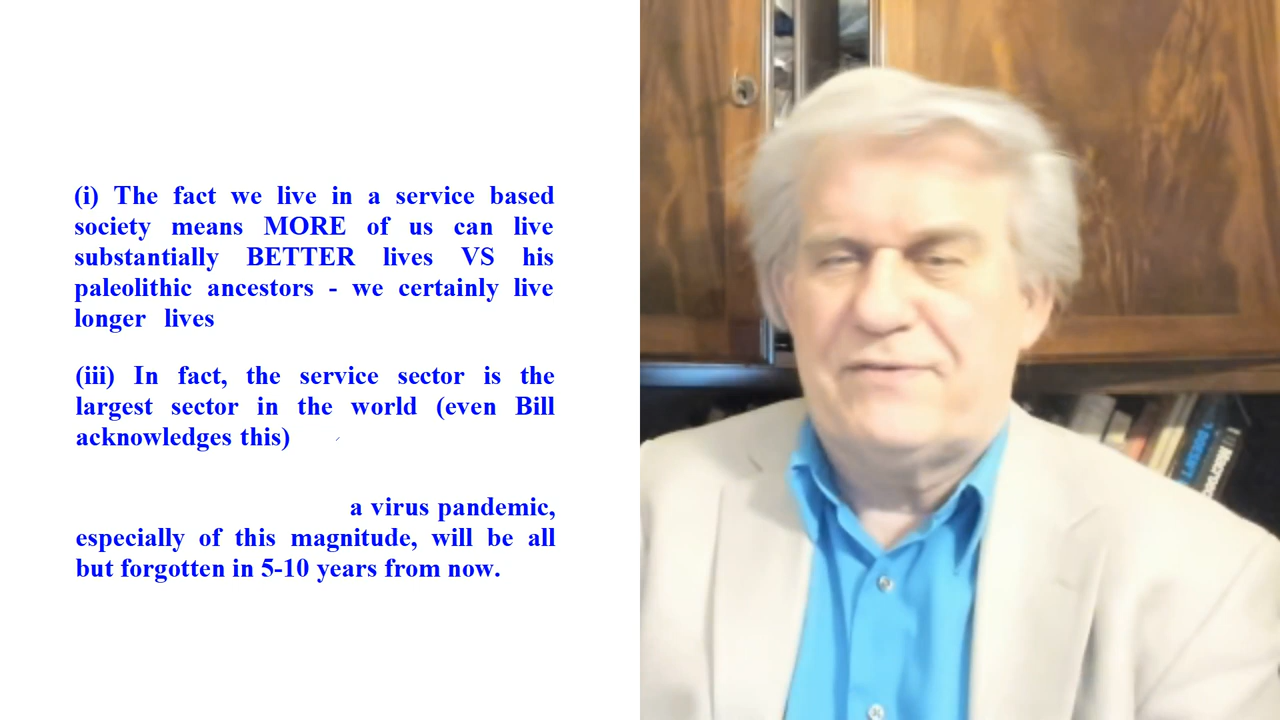 (i) The fact we live in a service based
society means MORE of us can live
substantially BETTER lives VS his
paleolithic ancestors - we certainly live
longer lives
(iii) In fact, the service sector is the
largest sector in the world (even Bill
acknowledges this)
a virus pandemic,
especially of this magnitude, will be all
but forgotten in 5-10 years from now.